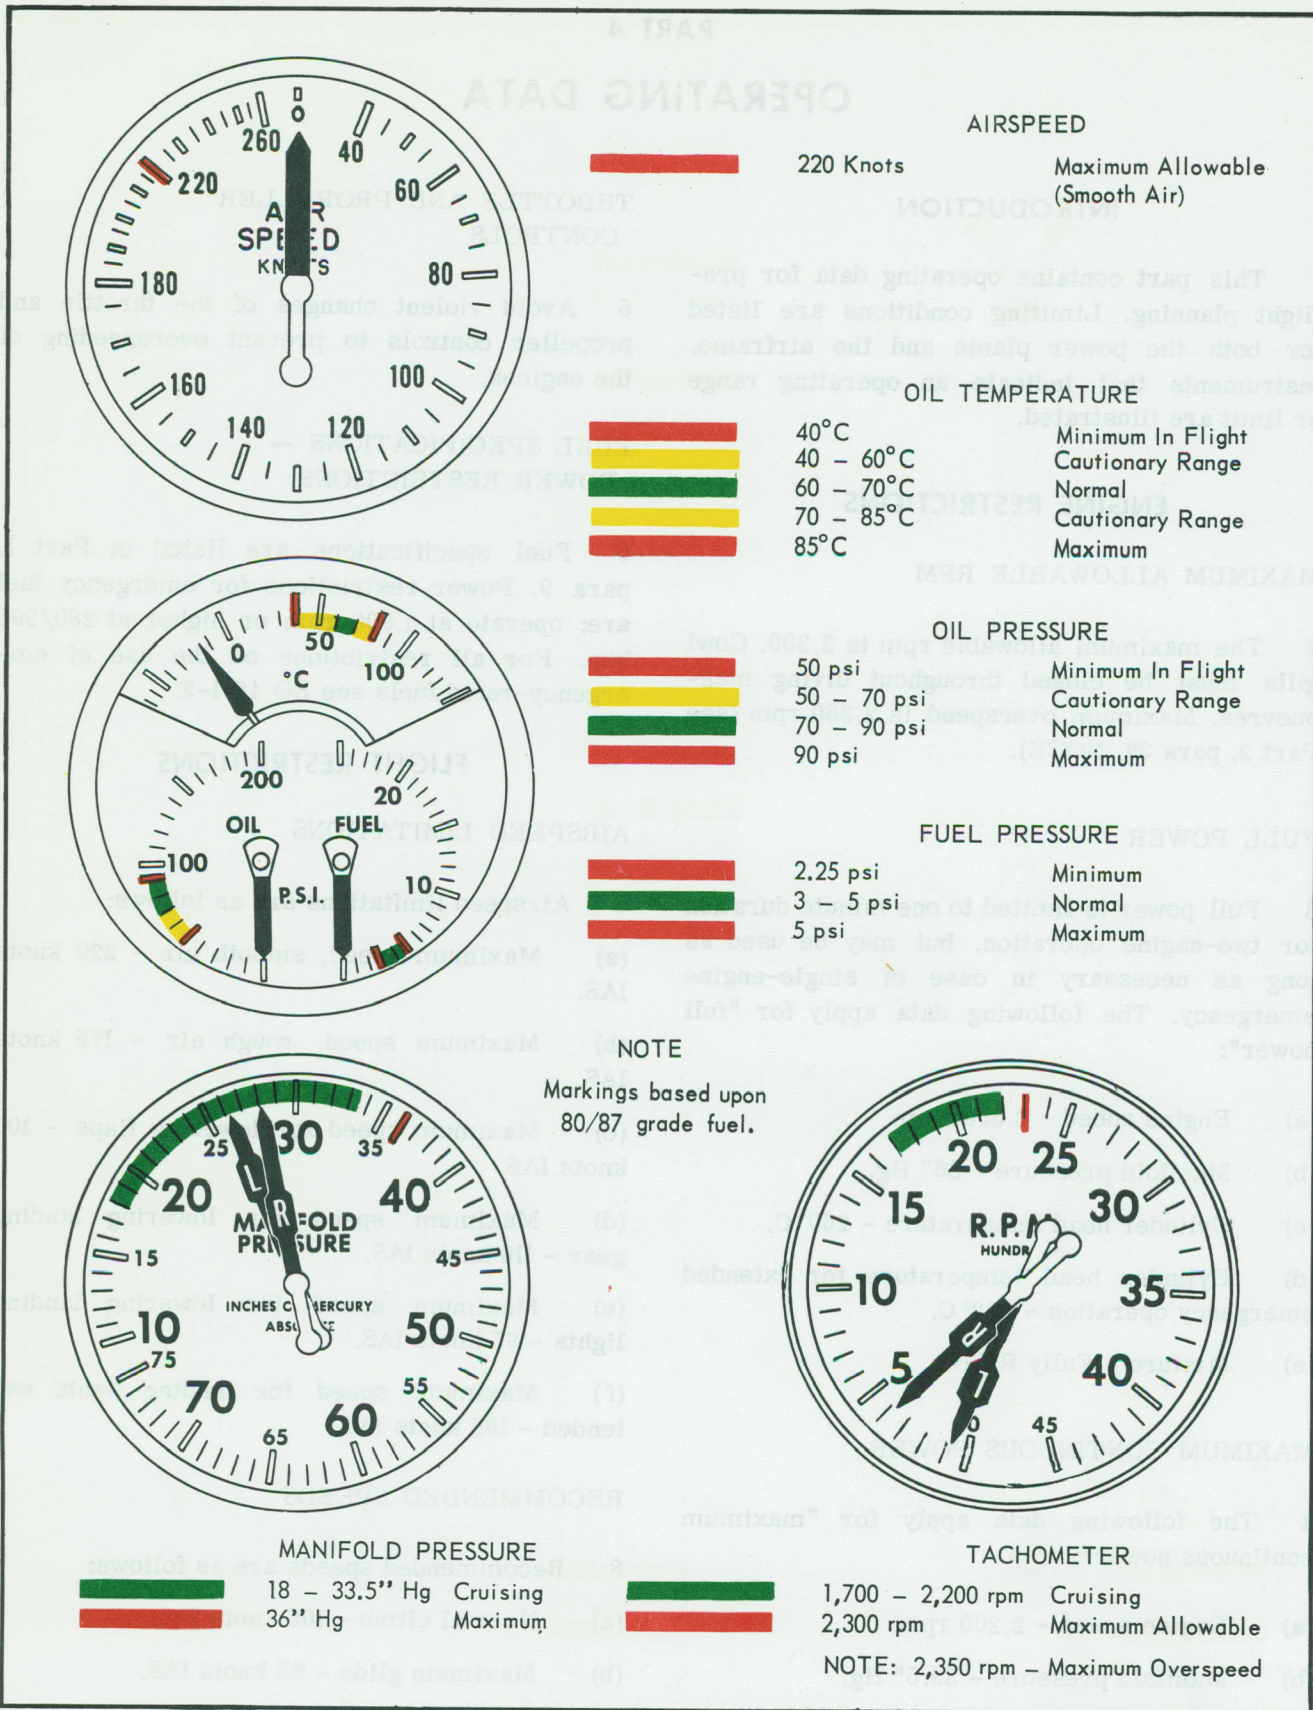 AIRSPEED
220 Knots Maximum Allowable
(Smooth Air)
0
260 40
220 60
AIR
SPEED
KNOTS
180 80
160 100
140 120
OIL TEMPERATURE
40°C Minimum In Flight
40 – 60°C Cautionary Range
60 – 70°C Normal
70 – 85°C Cautionary Range
85°C Maximum
0 50 100
°C
200 20
OIL FUEL
100 P.S.I. 10
OIL PRESSURE
50 psi Minimum In Flight
50 – 70 psi Cautionary Range
70 – 90 psi Normal
90 psi Maximum
FUEL PRESSURE
2.25 psi Minimum
3 – 5 psi Normal
5 psi Maximum
NOTE
Markings based upon
80/87 grade fuel.
25 30 35
20 40
MANIFOLD
PRESSURE
15 45
INCHES OF MERCURY
ABSOLUTE
10 50
75 55
70 60
65
L
R
20 25
15 30
R.P.M
HUNDR
10 35
5 40
0 45
R
L
MANIFOLD PRESSURE
18 – 33.5'' Hg Cruising
36'' Hg Maximum
TACHOMETER
1,700 – 2,200 rpm Cruising
2,300 rpm Maximum Allowable
NOTE: 2,350 rpm – Maximum Overspeed